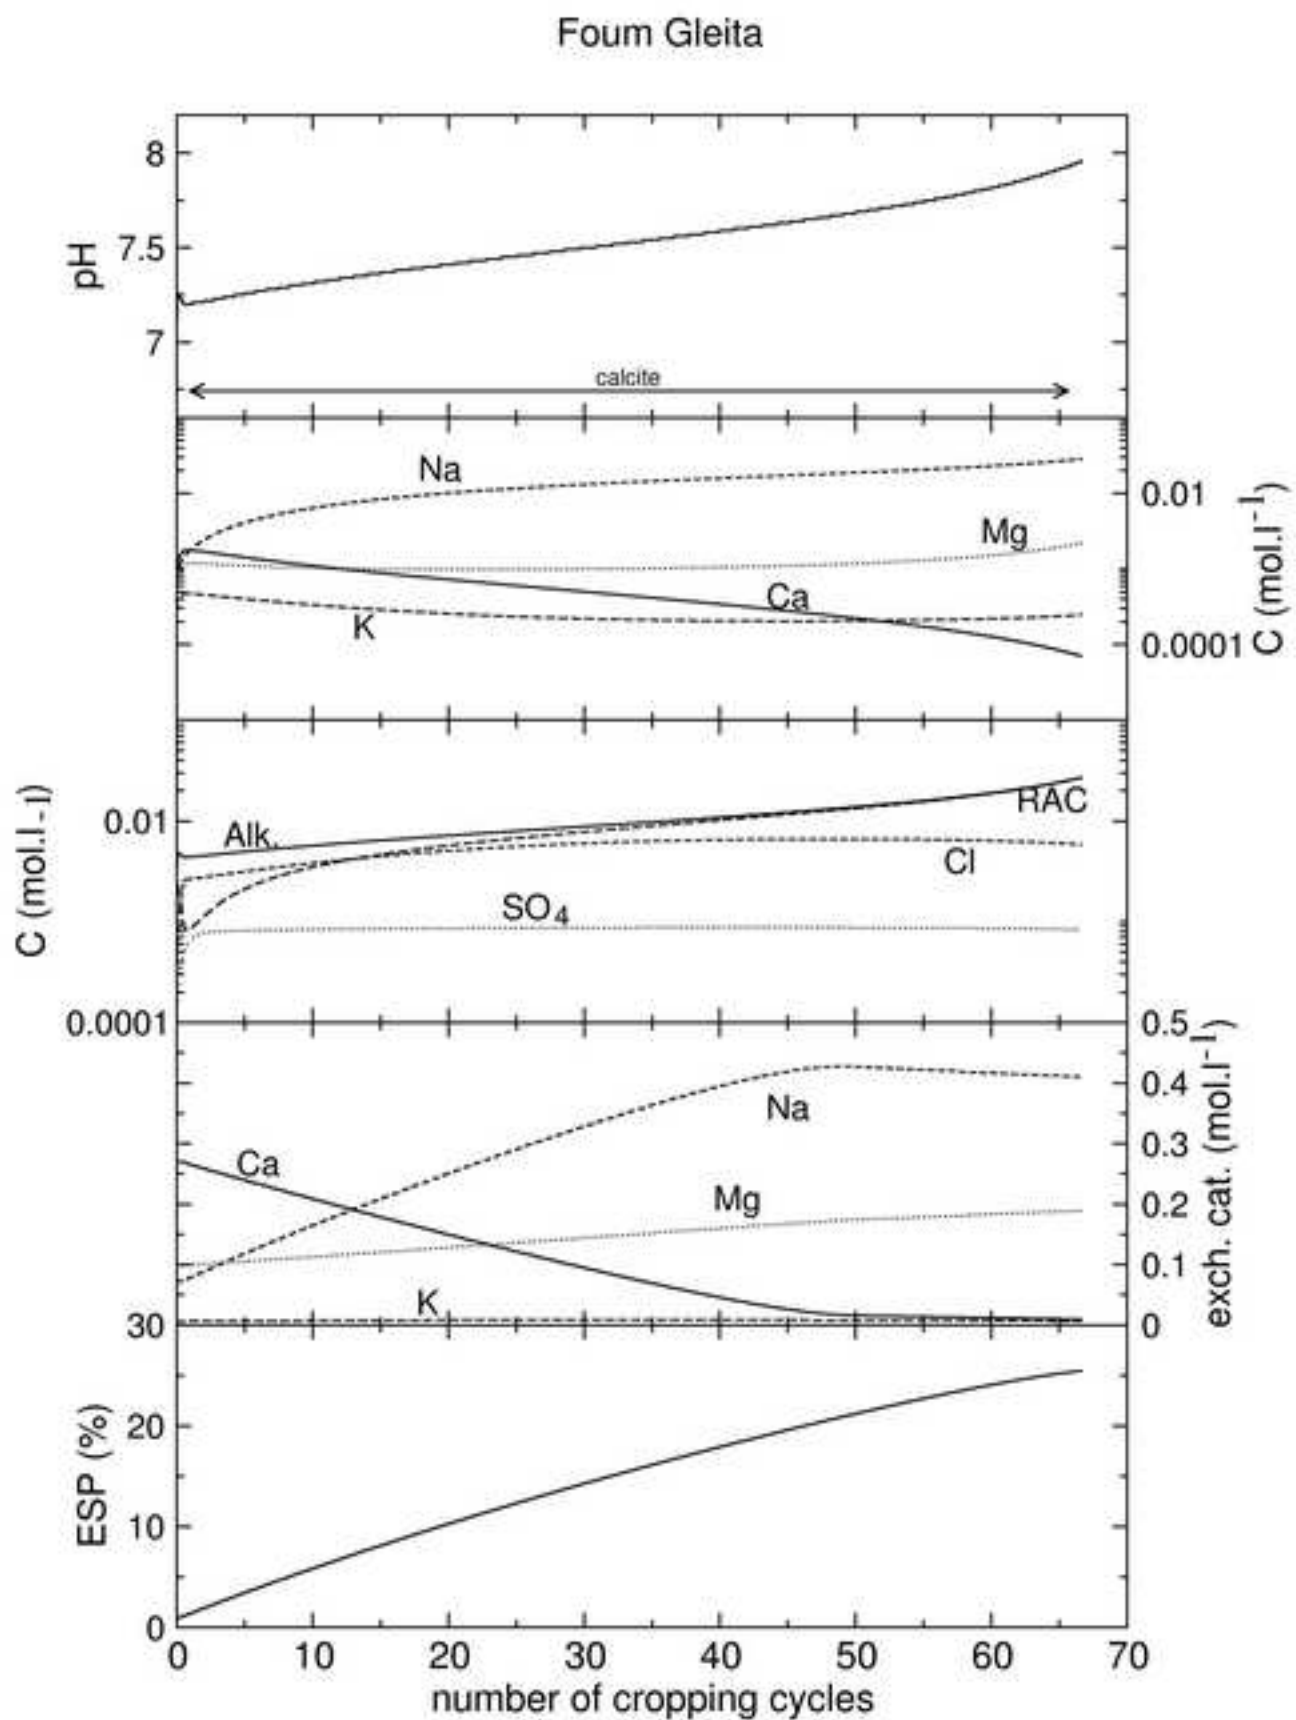 Foum Gleita
8
7.5
7
pH
calcite
Na
Mg
Ca
K
0.01
0.0001
C (mol.l-1)
Alk.
RAC
Cl
SO4
0.01
0.0001
C (mol.l-1)
Ca
Na
Mg
K
0.5
0.4
0.3
0.2
0.1
0
exch. cat. (mol.l-1)
30
20
10
0
ESP (%)
0 10 20 30 40 50 60 70
number of cropping cycles